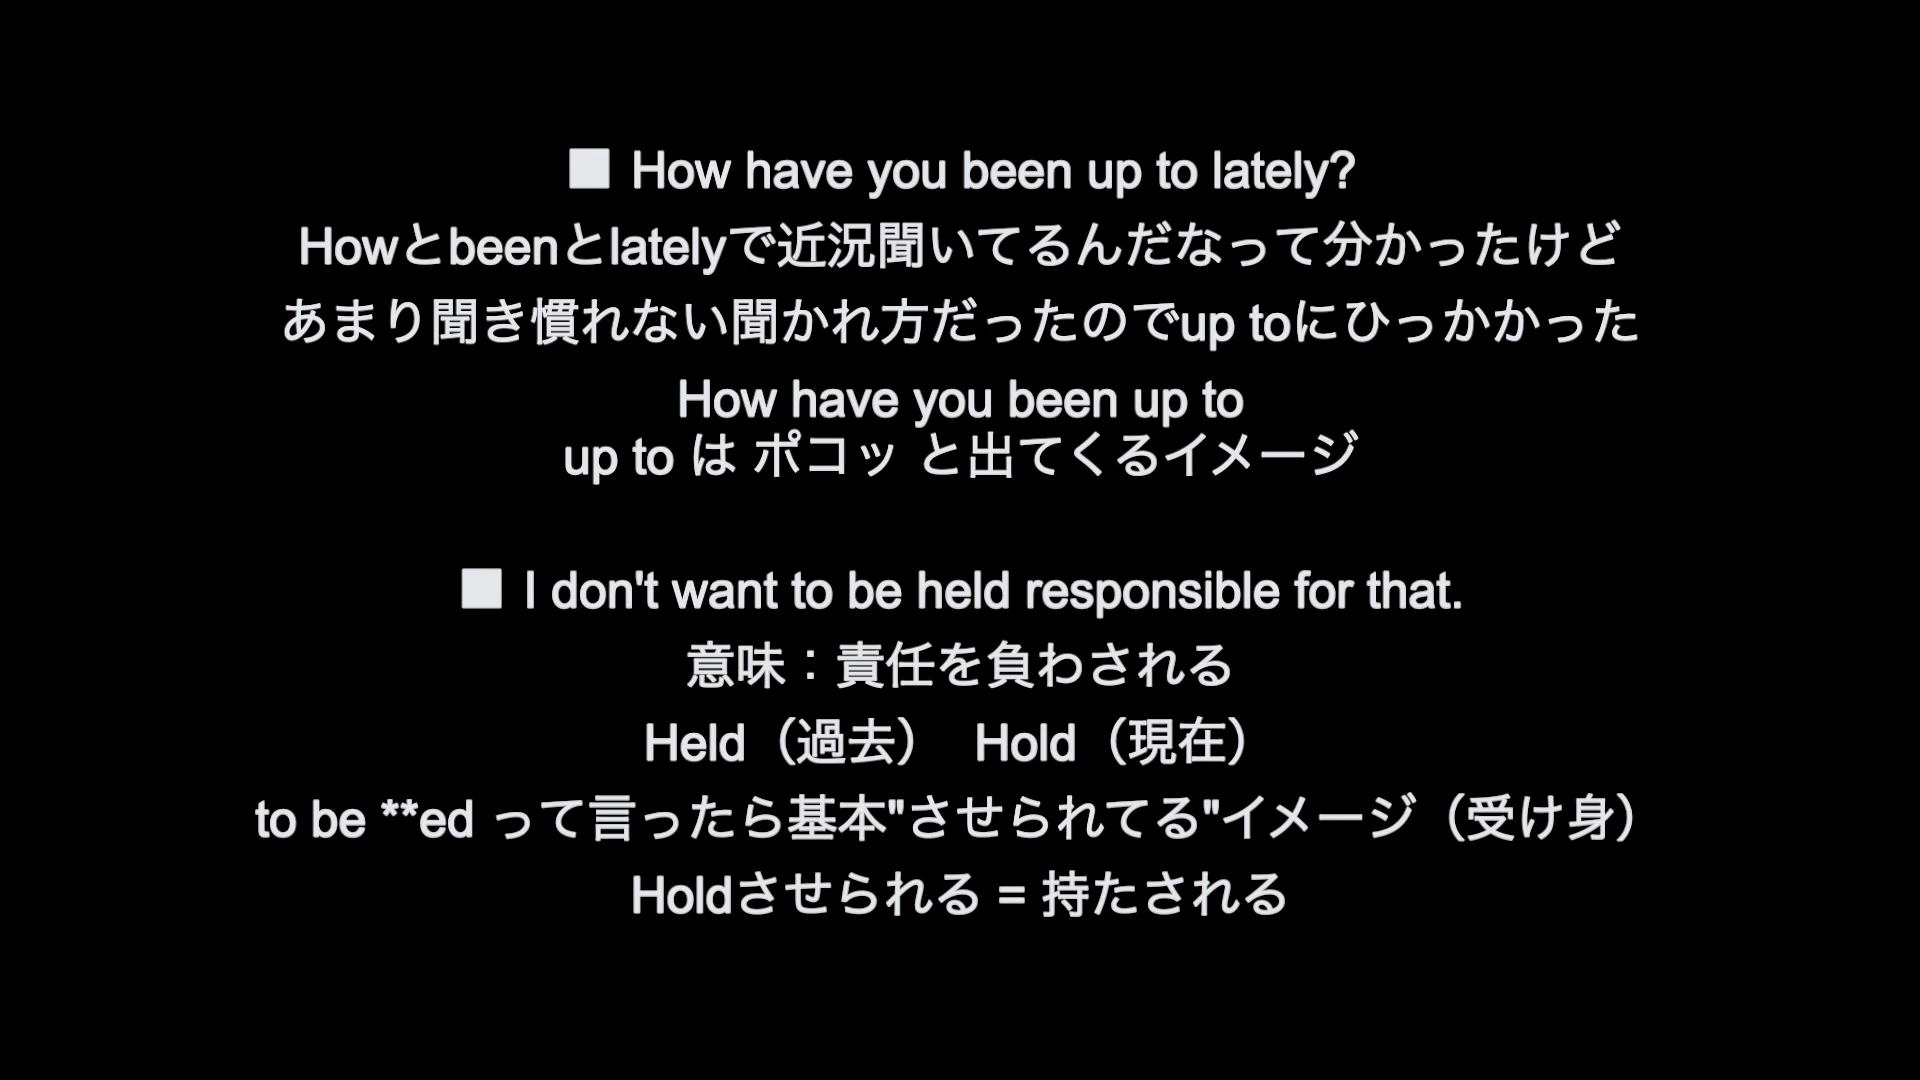 ⬜ How have you been up to lately?
Howとbeenとlatelyで近況聞いてるんだなって分かったけど
あまり聞き慣れない聞かれ方だったのでup toにひっかかった
How have you been up to
up to は ポコッ と出てくるイメージ
⬜ I don't want to be held responsible for that.
意味：責任を負わされる
Held（過去） Hold（現在）
to be **ed って言ったら基本"させられてる"イメージ（受け身）
Holdさせられる = 持たされる